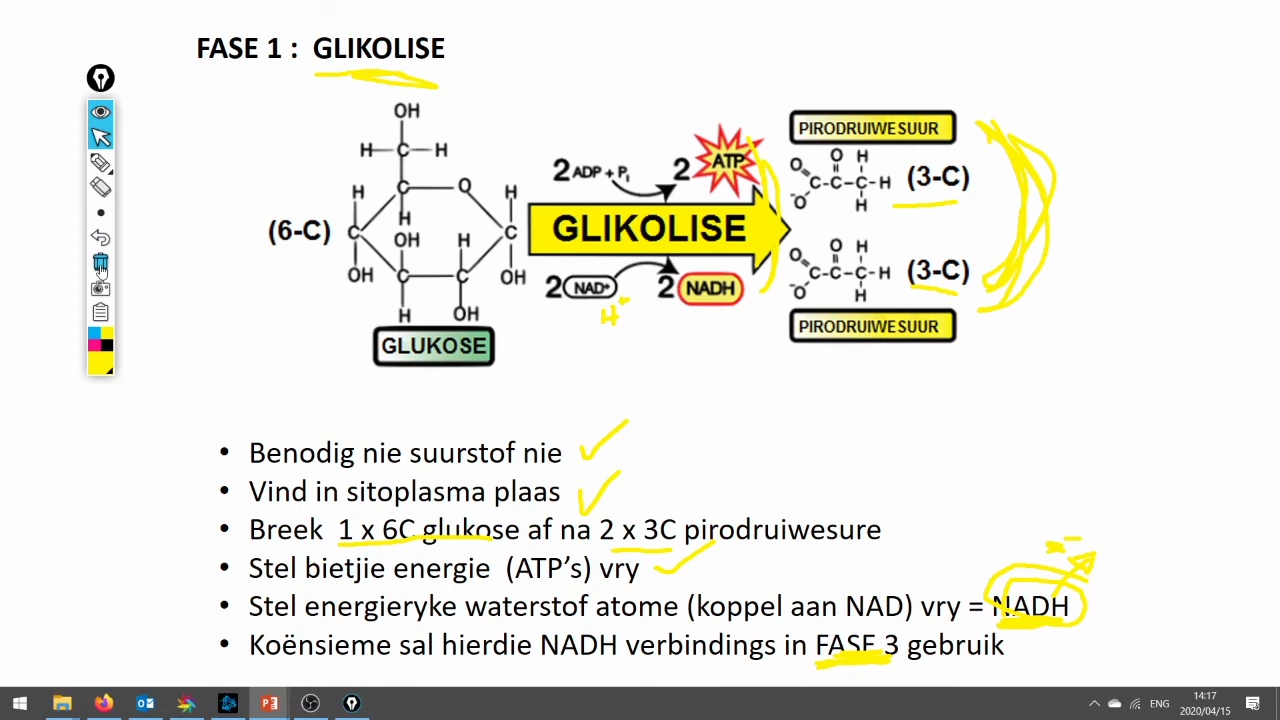 FASE 1 : GLIKOLISE
OH
H C H
H C O H
(6-C) C H OH H C
OH C C OH
H OH
GLUKOSE
2 ADP + Pi 2 ATP
GLIKOLISE
2 NAD+ 2 NADH
H+
PIRODRUIWESUUR
O O H
C-C-C-H (3-C)
-O H
O O H
C-C-C-H (3-C)
-O H
PIRODRUIWESUUR
• Benodig nie suurstof nie
• Vind in sitoplasma plaas
• Breek 1 x 6C glukose af na 2 x 3C pirodruiwesure
• Stel bietjie energie (ATP’s) vry
• Stel energieryke waterstof atome (koppel aan NAD) vry = NADH
• Koënsieme sal hierdie NADH verbindings in FASE 3 gebruik
ENG
14:17
2020/04/15